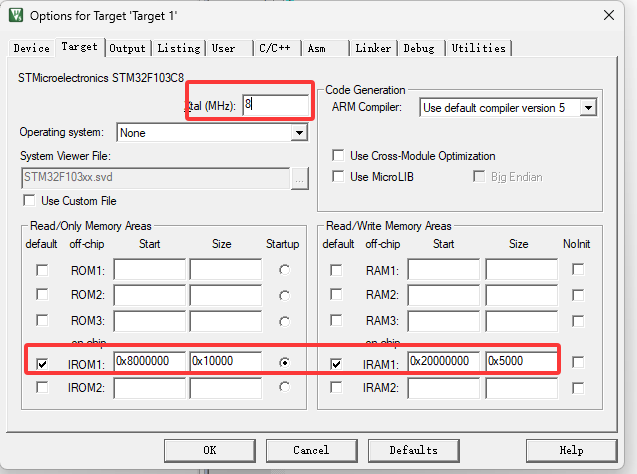 Options for Target 'Target 1'
Device Target Output Listing User C/C++ Asm Linker Debug Utilities
STMicroelectronics STM32F103C8
Xtal (MHz): 8
Operating system: None
System Viewer File:
STM32F103xx.svd ...
Use Custom File
Code Generation
ARM Compiler: Use default compiler version 5
Use Cross-Module Optimization
Use MicroLIB Big Endian
Read/Only Memory Areas
default off-chip Start Size Startup
ROM1:
ROM2:
ROM3:
on-chip
IROM1: 0x8000000 0x10000
IROM2:
Read/Write Memory Areas
default off-chip Start Size NoInit
RAM1:
RAM2:
RAM3:
on-chip
IRAM1: 0x20000000 0x5000
IRAM2:
OK Cancel Defaults Help